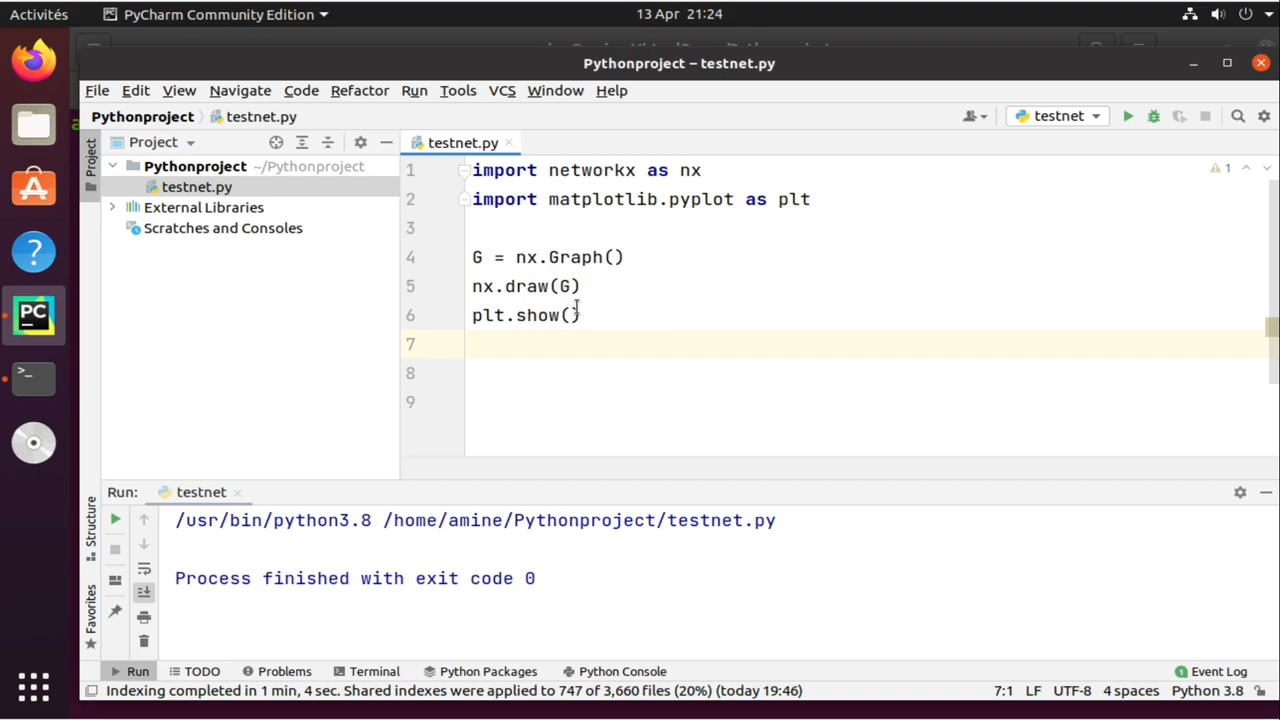 Activités PyCharm Community Edition 13 Apr 21:24
Pythonproject – testnet.py
File Edit View Navigate Code Refactor Run Tools VCS Window Help
Pythonproject testnet.py testnet
Project testnet.py
Project
Pythonproject ~/Pythonproject
testnet.py
External Libraries
Scratches and Consoles
1 import networkx as nx
2 import matplotlib.pyplot as plt
3
4 G = nx.Graph()
5 nx.draw(G)
6 plt.show()
7
8
9
1
PC
>_
?
Run: testnet
/usr/bin/python3.8 /home/amine/Pythonproject/testnet.py
Process finished with exit code 0
Structure
Favorites
Run TODO Problems Terminal Python Packages Python Console 1 Event Log
Indexing completed in 1 min, 4 sec. Shared indexes were applied to 747 of 3,660 files (20%) (today 19:46) 7:1 LF UTF-8 4 spaces Python 3.8